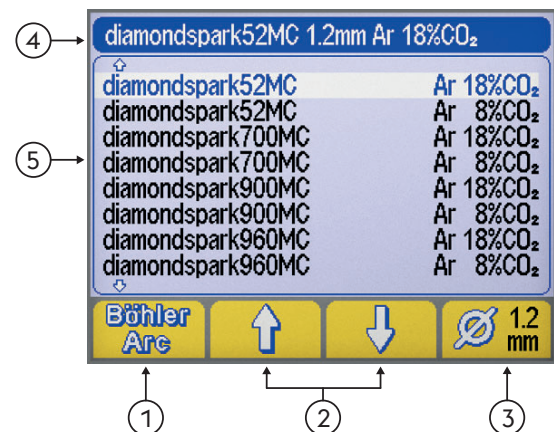 4
diamondspark52MC 1.2mm Ar 18%CO₂
5
diamondspark52MC Ar 18%CO₂
diamondspark52MC Ar 8%CO₂
diamondspark700MC Ar 18%CO₂
diamondspark700MC Ar 8%CO₂
diamondspark900MC Ar 18%CO₂
diamondspark900MC Ar 8%CO₂
diamondspark960MC Ar 18%CO₂
diamondspark960MC Ar 8%CO₂
Böhler
Arc
Ø 1.2
mm
1
2
3